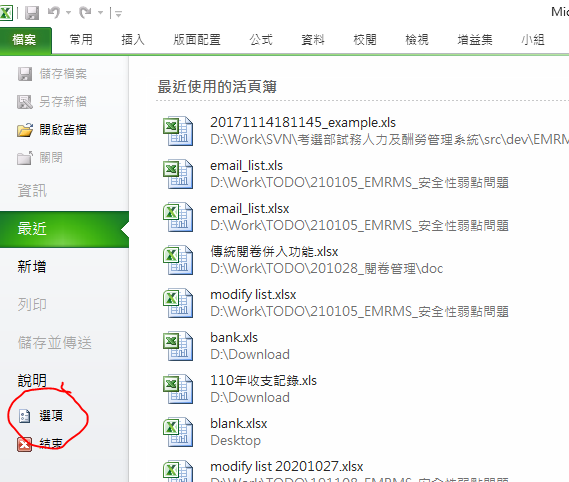 Mic
檔案 常用 插入 版面配置 公式 資料 校閱 檢視 增益集 小組
儲存檔案
另存新檔
開啟舊檔
關閉
資訊
最近
新增
列印
儲存並傳送
說明
選項
結束
最近使用的活頁簿
20171114181145_example.xls
D:\Work\SVN\考選部試務人力及酬勞管理系統\src\dev\EMRM
email_list.xls
D:\Work\TODO\210105_EMRMS_安全性弱點問題
email_list.xlsx
D:\Work\TODO\210105_EMRMS_安全性弱點問題
傳統閱卷併入功能.xlsx
D:\Work\TODO\201028_閱卷管理\doc
modify list.xlsx
D:\Work\TODO\210105_EMRMS_安全性弱點問題
bank.xls
D:\Download
110年收支記錄.xls
D:\Download
blank.xlsx
Desktop
modify list 20201027.xlsx